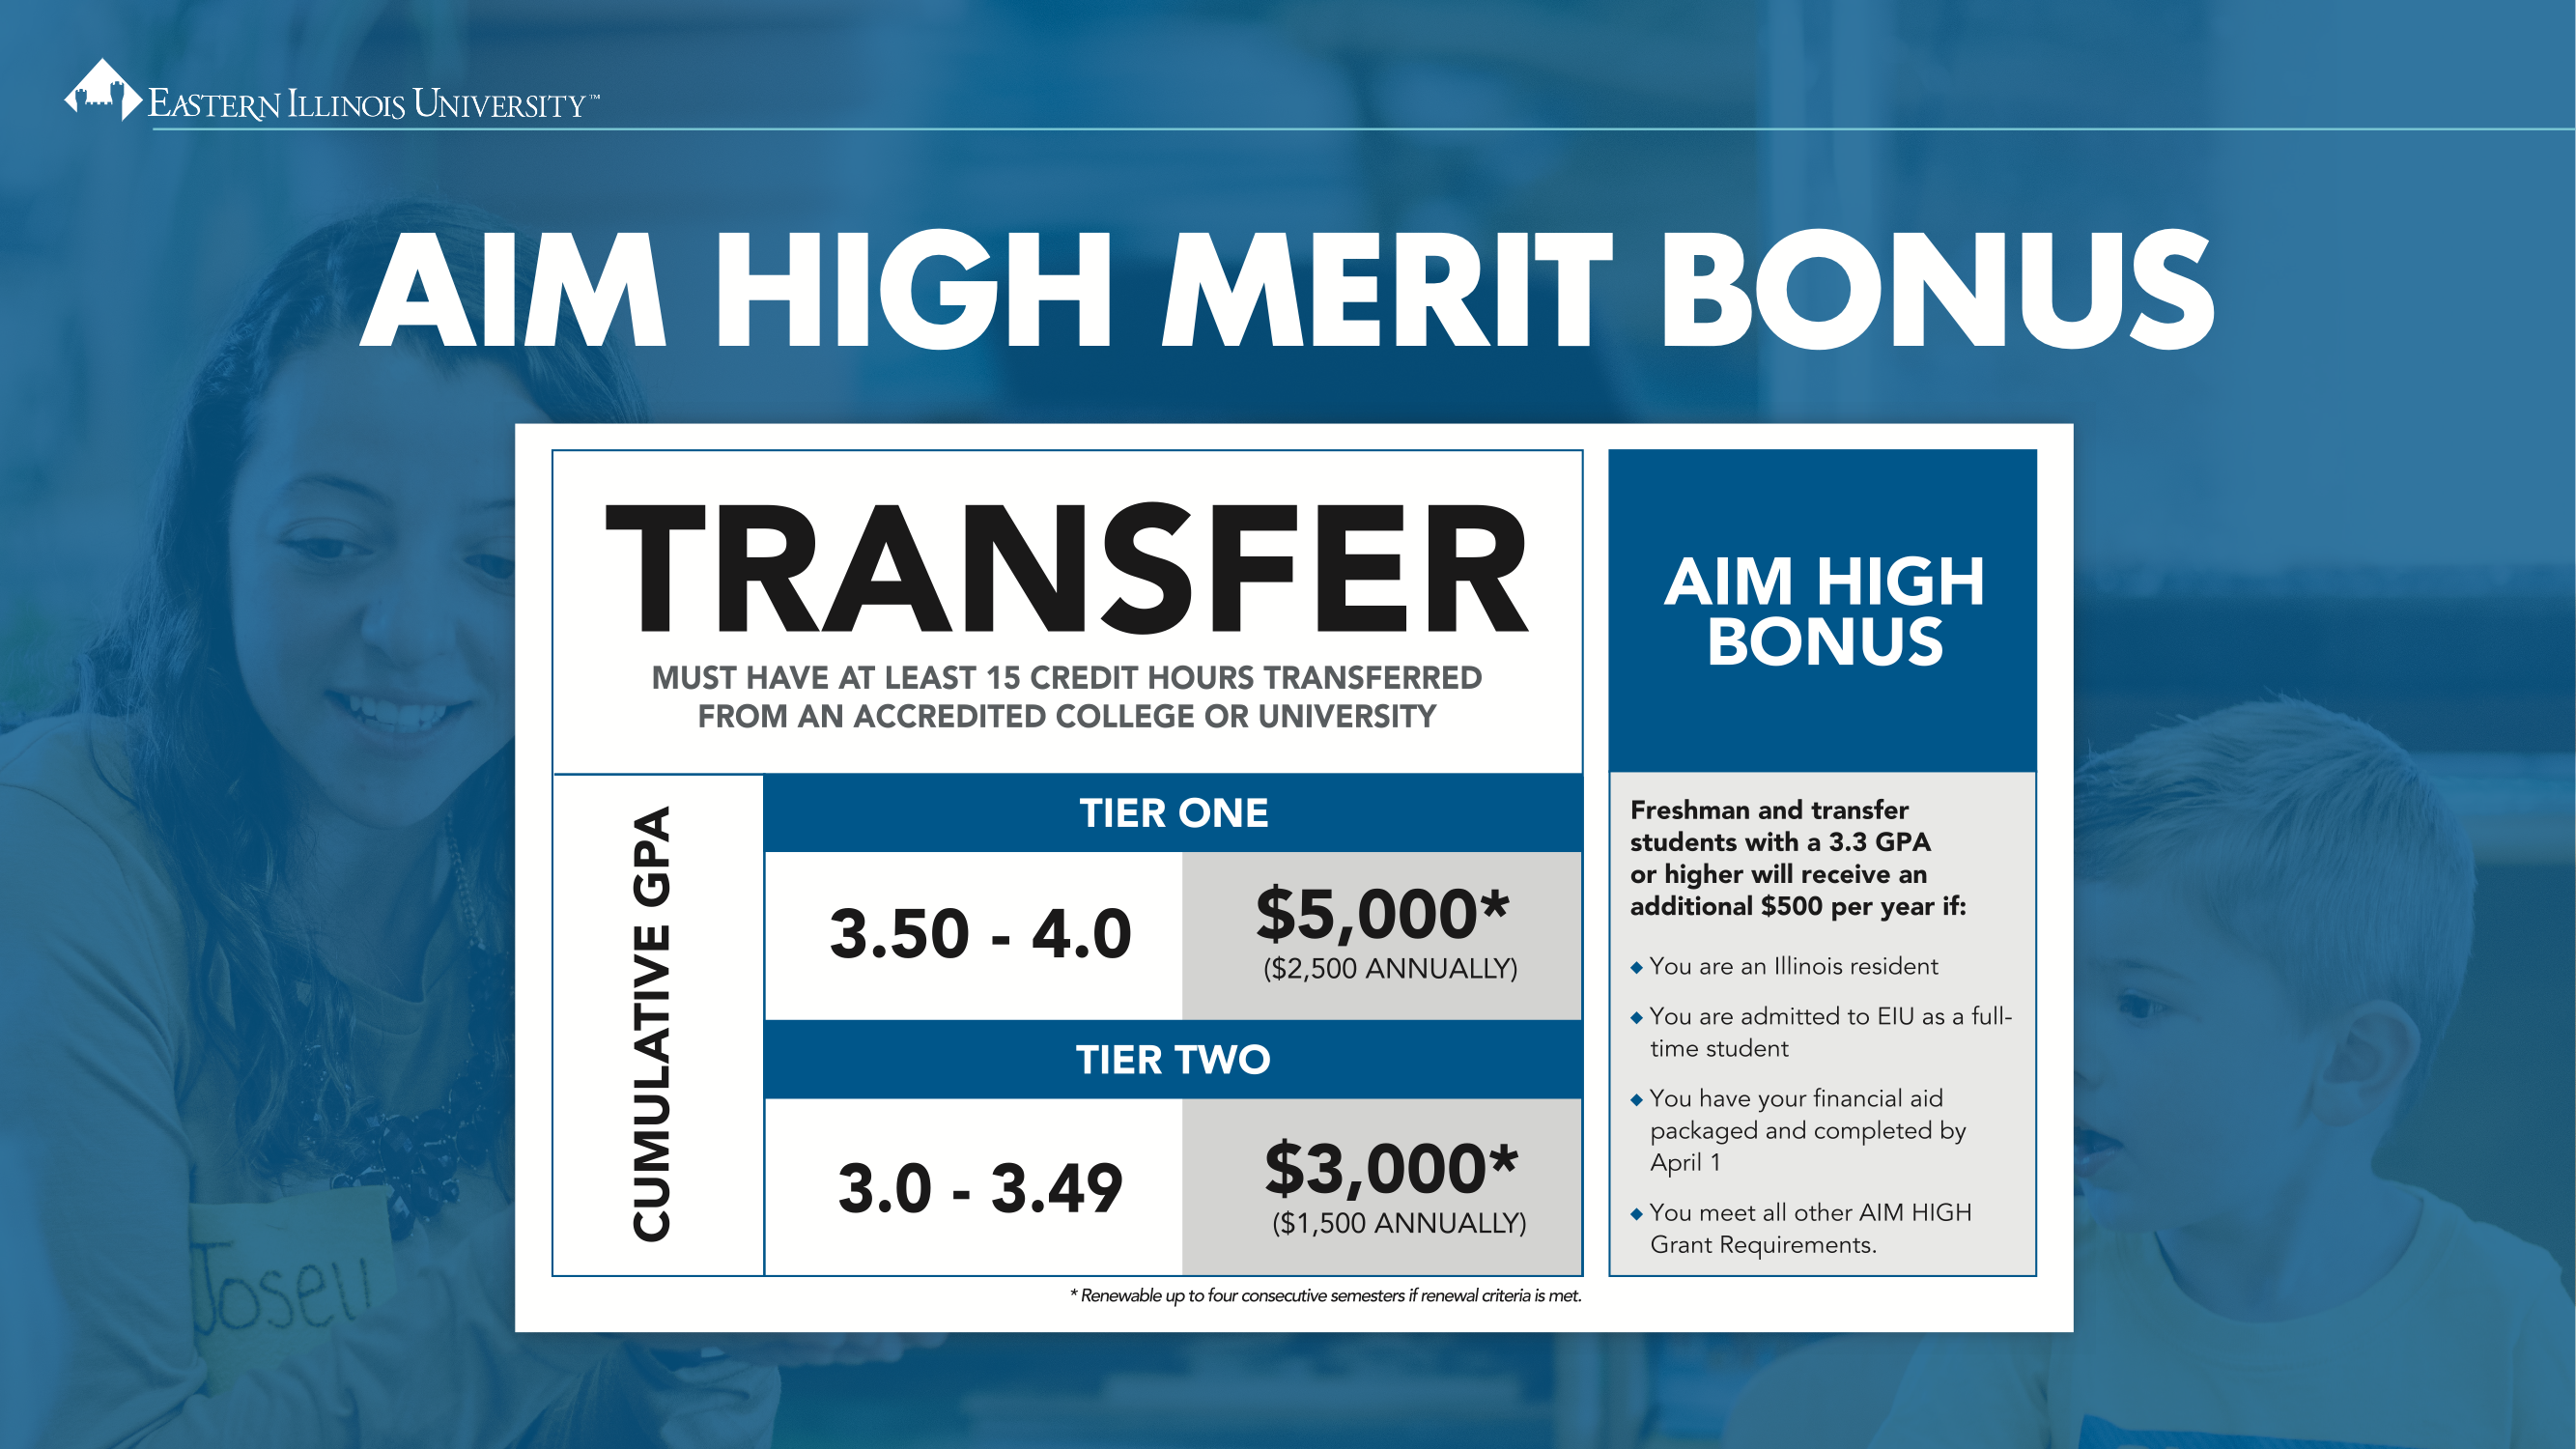 EASTERN ILLINOIS UNIVERSITY™
AIM HIGH MERIT BONUS
TRANSFER
MUST HAVE AT LEAST 15 CREDIT HOURS TRANSFERRED
FROM AN ACCREDITED COLLEGE OR UNIVERSITY
CUMULATIVE GPA
TIER ONE
3.50 - 4.0
$5,000*
($2,500 ANNUALLY)
TIER TWO
3.0 - 3.49
$3,000*
($1,500 ANNUALLY)
* Renewable up to four consecutive semesters if renewal criteria is met.
AIM HIGH
BONUS
Freshman and transfer
students with a 3.3 GPA
or higher will receive an
additional $500 per year if:
◆ You are an Illinois resident
◆ You are admitted to EIU as a full-
time student
◆ You have your financial aid
packaged and completed by
April 1
◆ You meet all other AIM HIGH
Grant Requirements.